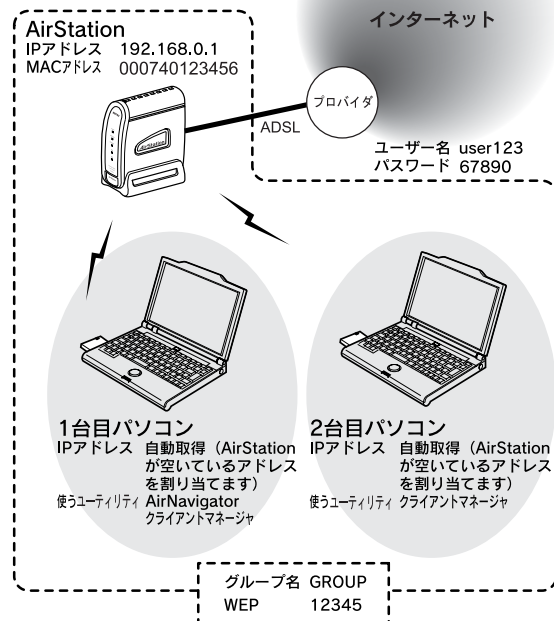 AirStation
IPアドレス 192.168.0.1
MACアドレス 000740123456
インターネット
プロバイダ
ADSL
ユーザー名 user123
パスワード 67890
AirStation
1台目パソコン
IPアドレス 自動取得（AirStation
が空いているアドレス
を割り当てます）
使うユーティリティ AirNavigator
クライアントマネージャ
2台目パソコン
IPアドレス 自動取得（AirStation
が空いているアドレス
を割り当てます）
使うユーティリティ クライアントマネージャ
グループ名 GROUP
WEP 12345